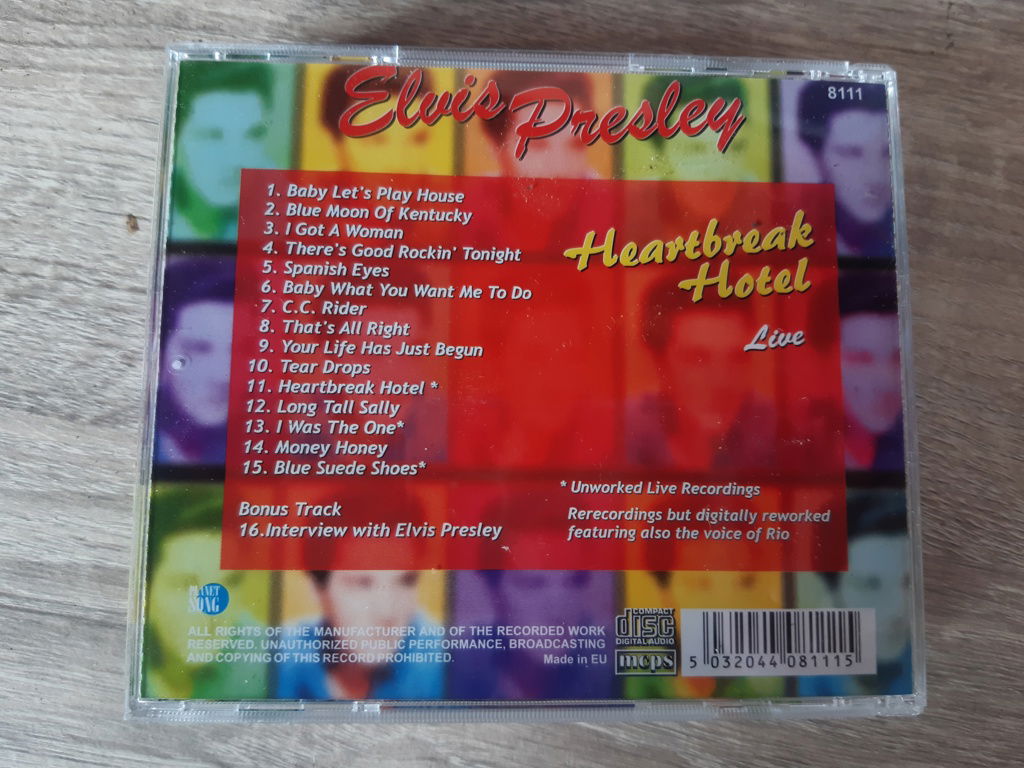 Elvis Presley
8111
1. Baby Let's Play House
2. Blue Moon Of Kentucky
3. I Got A Woman
4. There's Good Rockin' Tonight
5. Spanish Eyes
6. Baby What You Want Me To Do
7. C.C. Rider
8. That's All Right
9. Your Life Has Just Begun
10. Tear Drops
11. Heartbreak Hotel *
12. Long Tall Sally
13. I Was The One*
14. Money Honey
15. Blue Suede Shoes*
Bonus Track
16.Interview with Elvis Presley
Heartbreak
Hotel
Live
* Unworked Live Recordings
Rerecordings but digitally reworked
featuring also the voice of Rio
PLANET
SONG
ALL RIGHTS OF THE MANUFACTURER AND OF THE RECORDED WORK
RESERVED. UNAUTHORIZED PUBLIC PERFORMANCE, BROADCASTING
AND COPYING OF THIS RECORD PROHIBITED.
Made in EU
COMPACT
disc
DIGITAL AUDIO
mcps
5 032044 081115